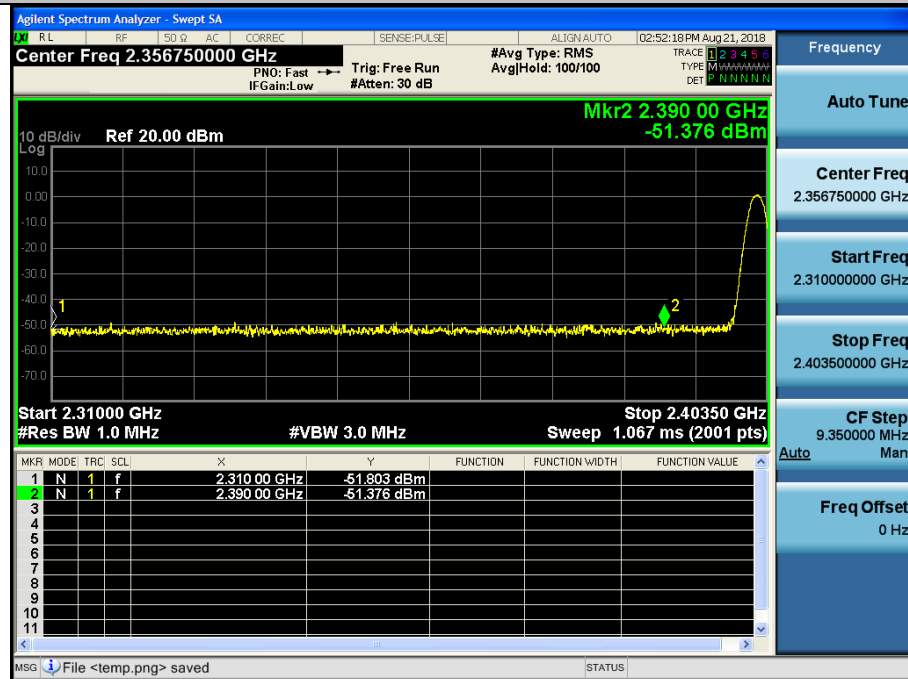 Agilent Spectrum Analyzer - Swept SA
LXI RL RF 50 Ω AC CORREC SENSE:PULSE ALIGN AUTO 02:52:18 PM Aug 21, 2018
Center Freq 2.356750000 GHz
PNO: Fast
IFGain:Low
Trig: Free Run
#Atten: 30 dB
#Avg Type: RMS
Avg|Hold: 100/100
TRACE 1 2 3 4 5 6
TYPE M
DET P N N N N N
Mkr2 2.390 00 GHz
-51.376 dBm
10 dB/div Ref 20.00 dBm
Log
10.0
0.00
-10.0
-20.0
-30.0
-40.0
-50.0
-60.0
-70.0
1
2
Start 2.31000 GHz Stop 2.40350 GHz
#Res BW 1.0 MHz #VBW 3.0 MHz Sweep 1.067 ms (2001 pts)
MKR MODE TRC SCL X Y FUNCTION FUNCTION WIDTH FUNCTION VALUE
1 N 1 f 2.310 00 GHz -51.803 dBm
2 N 1 f 2.390 00 GHz -51.376 dBm
3
4
5
6
7
8
9
10
11
MSG File <temp.png> saved STATUS
Frequency
Auto Tune
Center Freq
2.356750000 GHz
Start Freq
2.310000000 GHz
Stop Freq
2.403500000 GHz
CF Step
9.350000 MHz
Auto Man
Freq Offset
0 Hz